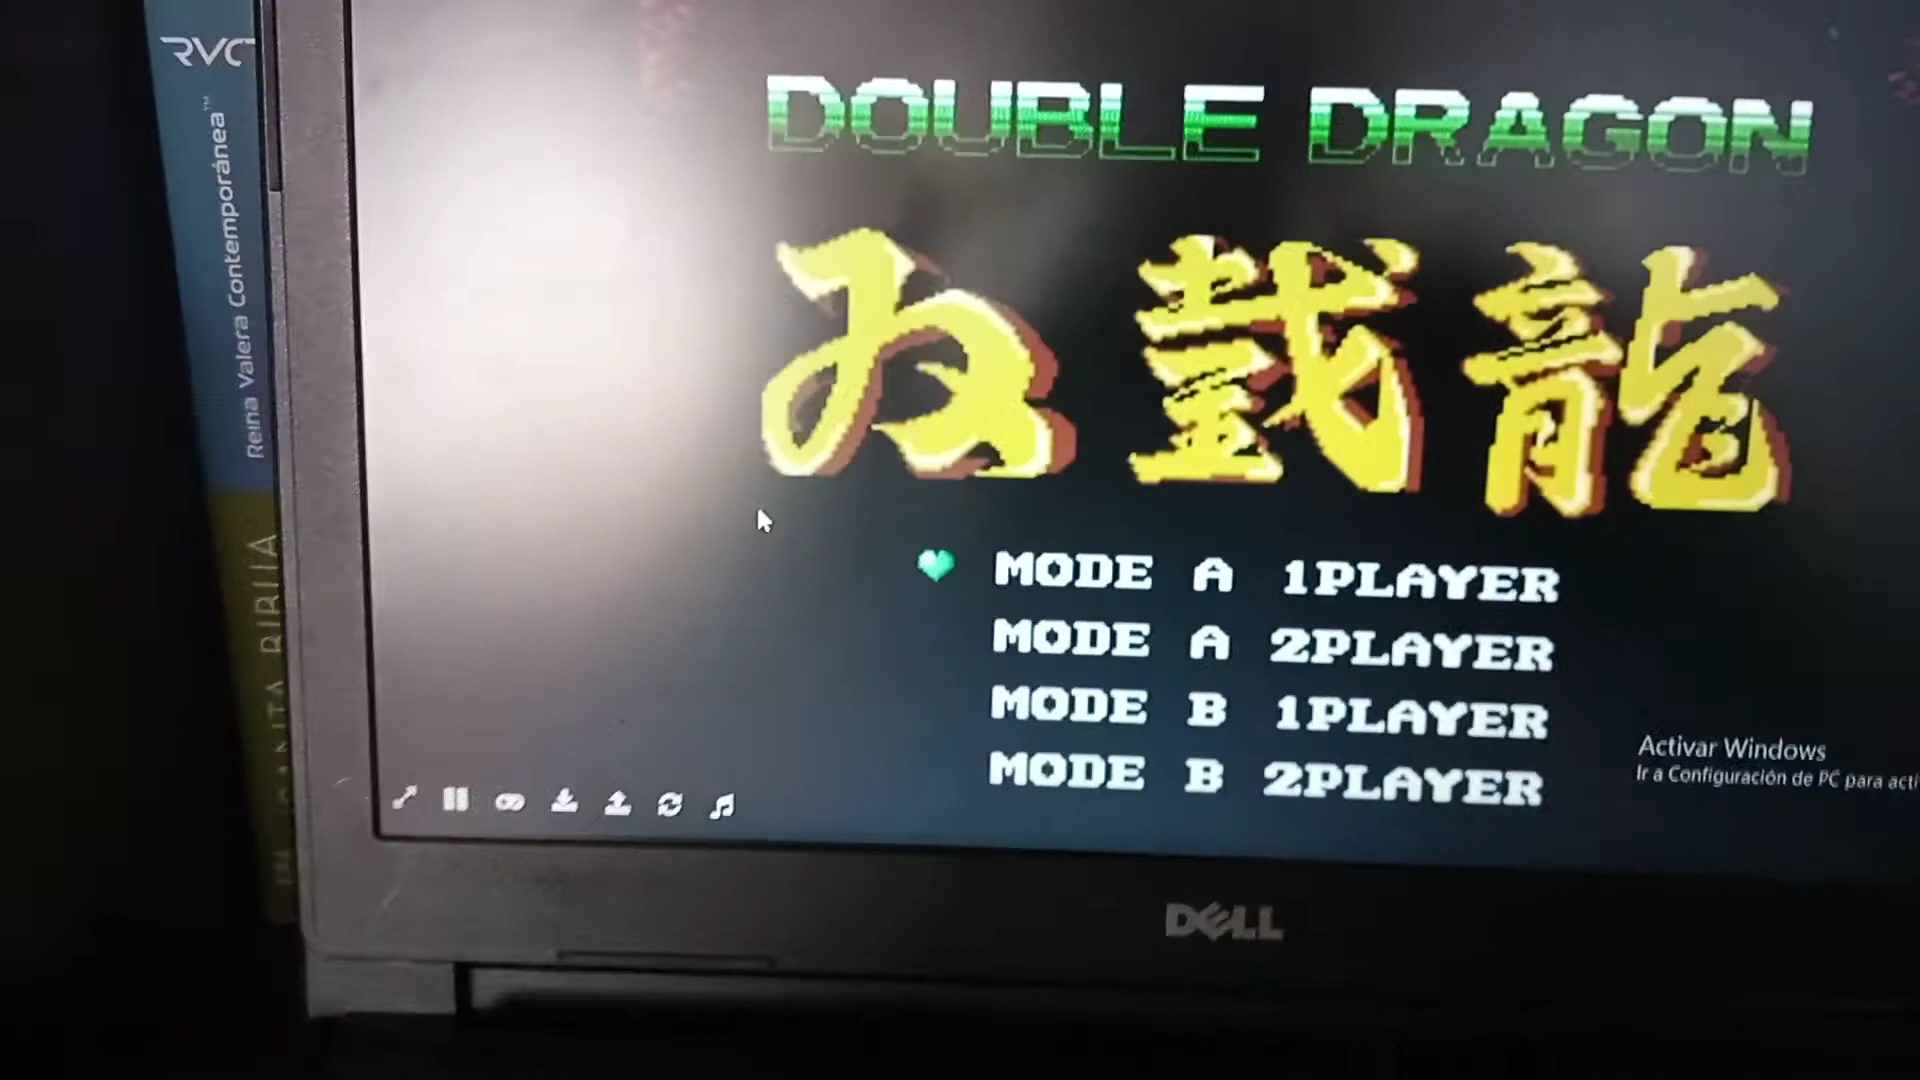 RVC
Reina Valera Contemporánea™
DOUBLE DRAGON
双截龍
MODE A 1PLAYER
MODE A 2PLAYER
MODE B 1PLAYER
MODE B 2PLAYER
Activar Windows
Ir a Configuración de PC para acti
DELL